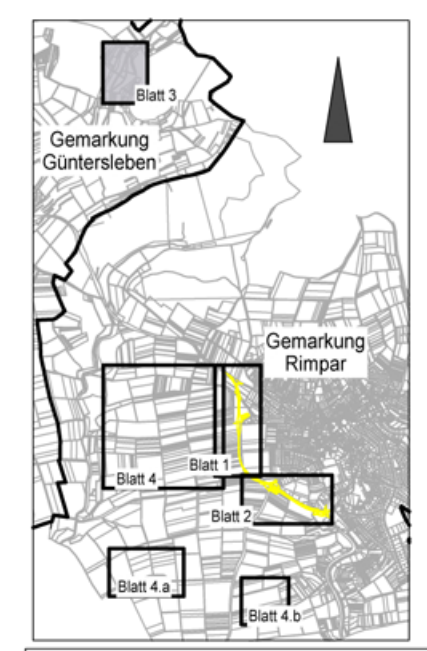 Blatt 3
Gemarkung
Güntersleben
Gemarkung
Rimpar
Blatt 1
Blatt 4
Blatt 2
Blatt 4.a
Blatt 4.b